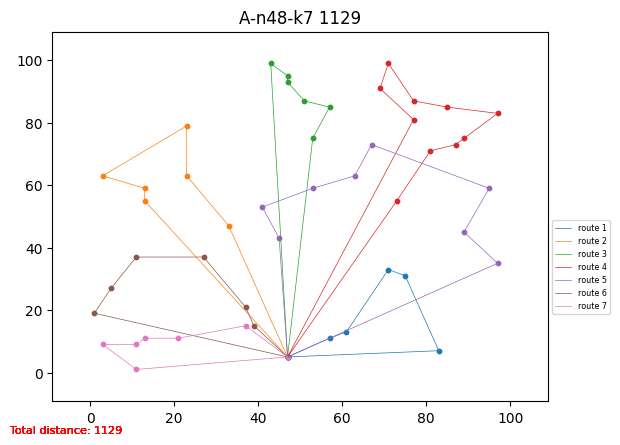 A-n48-k7 1129
100
80
60
40
20
0
0 20 40 60 80 100
route 1
route 2
route 3
route 4
route 5
route 6
route 7
Total distance: 1129